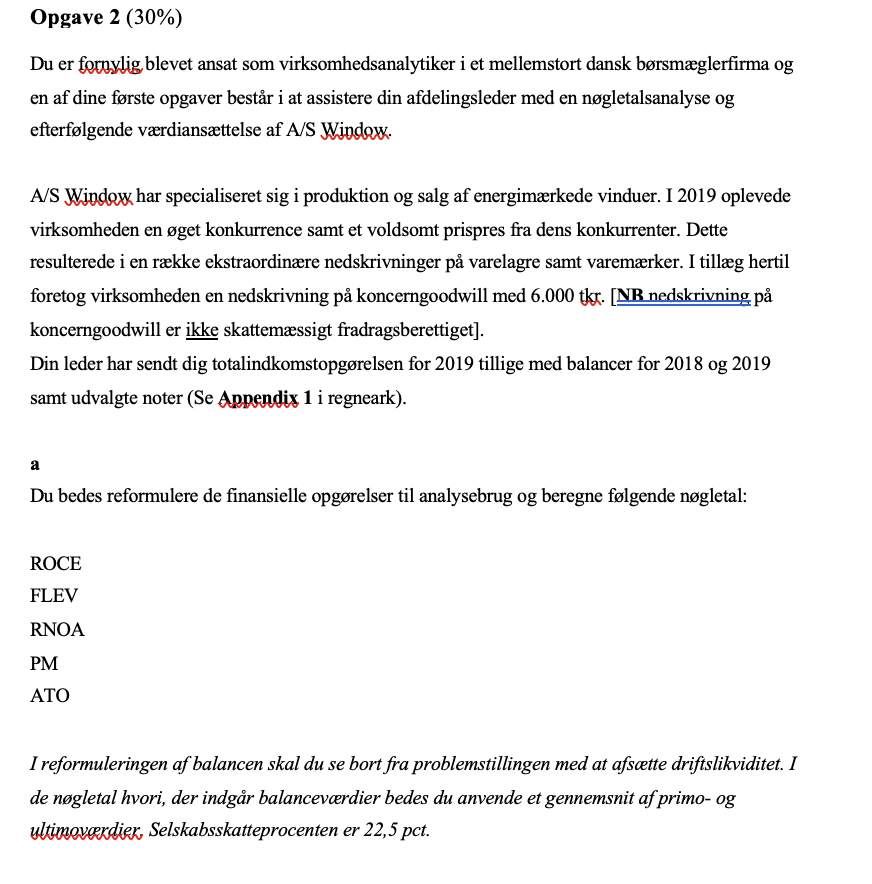 Opgave 2 (30%)
Du er fornylig blevet ansat som virksomhedsanalytiker i et mellemstort dansk børsmæglerfirma og
en af dine første opgaver består i at assistere din afdelingsleder med en nøgletalsanalyse og
efterfølgende værdiansættelse af A/S Window.
A/S Window har specialiseret sig i produktion og salg af energimærkede vinduer. I 2019 oplevede
virksomheden en øget konkurrence samt et voldsomt prispres fra dens konkurrenter. Dette
resulterede i en række ekstraordinære nedskrivninger på varelagre samt varemærker. I tillæg hertil
foretog virksomheden en nedskrivning på koncerngoodwill med 6.000 tkr. [NB nedskrivning på
koncerngoodwill er ikke skattemæssigt fradragsberettiget].
Din leder har sendt dig totalindkomstopgørelsen for 2019 tillige med balancer for 2018 og 2019
samt udvalgte noter (Se Appendix 1 i regneark).
a
Du bedes reformulere de finansielle opgørelser til analysebrug og beregne følgende nøgletal:
ROCE
FLEV
RNOA
PM
ATO
I reformuleringen af balancen skal du se bort fra problemstillingen med at afsætte driftslikviditet. I
de nøgletal hvori, der indgår balanceværdier bedes du anvende et gennemsnit af primo- og
ultimoværdier. Selskabsskatteprocenten er 22,5 pct.